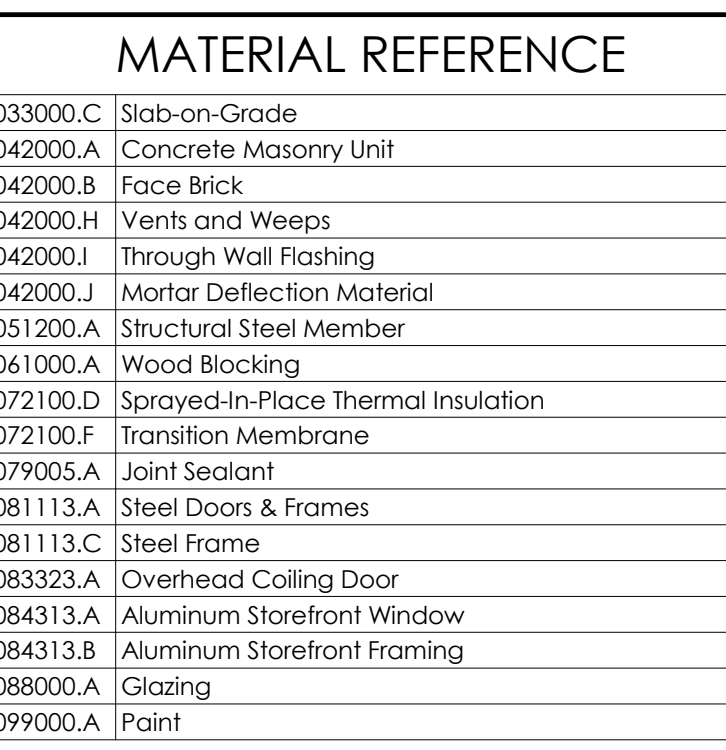 MATERIAL REFERENCE
033000.C Slab-on-Grade
042000.A Concrete Masonry Unit
042000.B Face Brick
042000.H Vents and Weeps
042000.I Through Wall Flashing
042000.J Mortar Deflection Material
051200.A Structural Steel Member
061000.A Wood Blocking
072100.D Sprayed-In-Place Thermal Insulation
072100.F Transition Membrane
079005.A Joint Sealant
081113.A Steel Doors & Frames
081113.C Steel Frame
083323.A Overhead Coiling Door
084313.A Aluminum Storefront Window
084313.B Aluminum Storefront Framing
088000.A Glazing
099000.A Paint